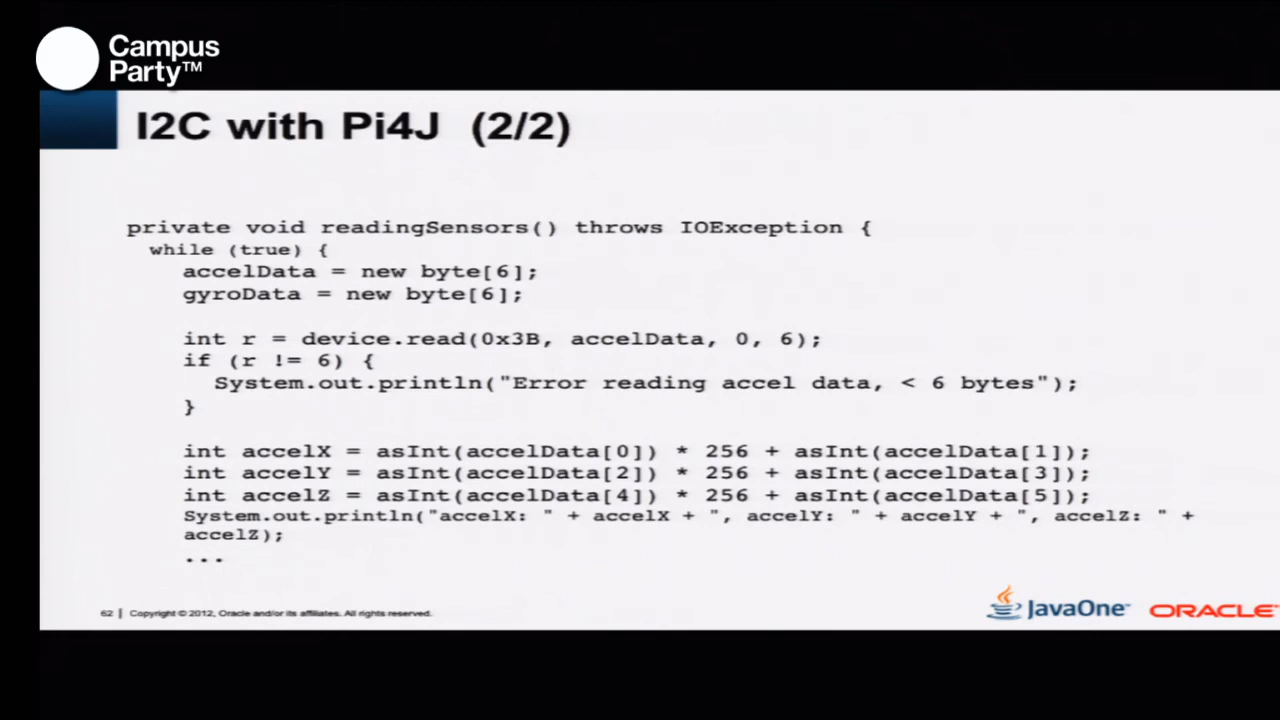 Campus
Party™
I2C with Pi4J (2/2)
private void readingSensors() throws IOException {
while (true) {
accelData = new byte[6];
gyroData = new byte[6];
int r = device.read(0x3B, accelData, 0, 6);
if (r != 6) {
System.out.println("Error reading accel data, < 6 bytes");
}
int accelX = asInt(accelData[0]) * 256 + asInt(accelData[1]);
int accelY = asInt(accelData[2]) * 256 + asInt(accelData[3]);
int accelZ = asInt(accelData[4]) * 256 + asInt(accelData[5]);
System.out.println("accelX: " + accelX + ", accelY: " + accelY + ", accelZ: " +
accelZ);
...
62 | Copyright © 2012, Oracle and/or its affiliates. All rights reserved.
JavaOne™
ORACLE